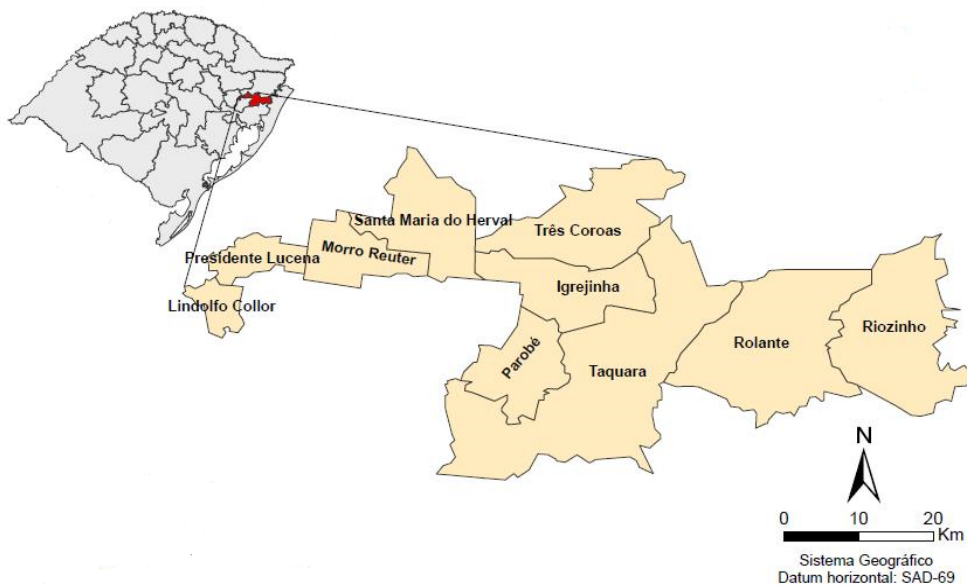 Santa Maria do Herval
Três Coroas
Presidente Lucena
Morro Reuter
Igrejinha
Lindolfo Collor
Parobé
Taquara
Rolante
Riozinho
N
0 10 20
Km
Sistema Geográfico
Datum horizontal: SAD-69